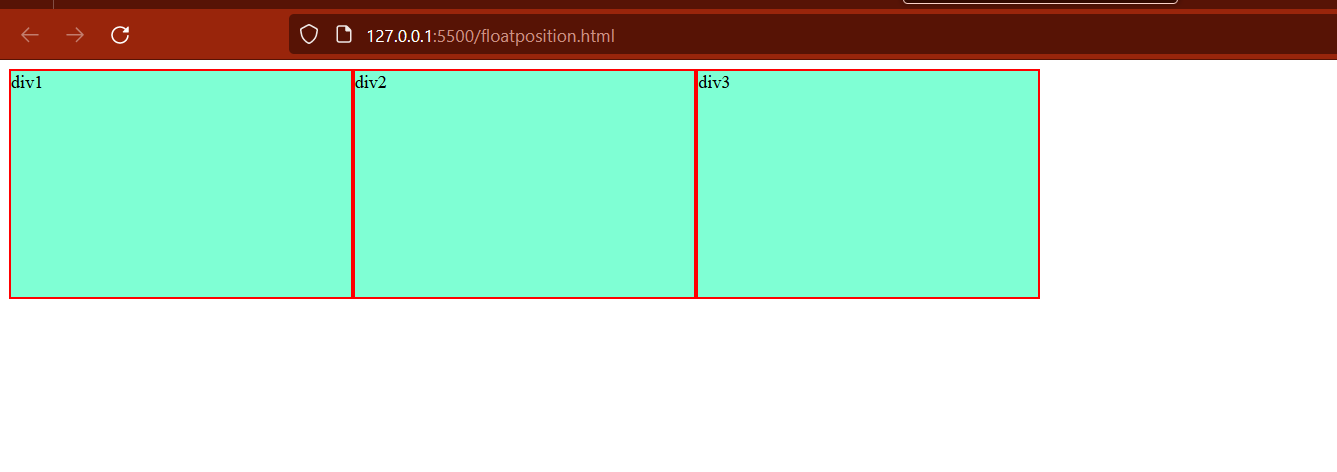 127.0.0.1:5500/floatposition.html
div1 div2 div3